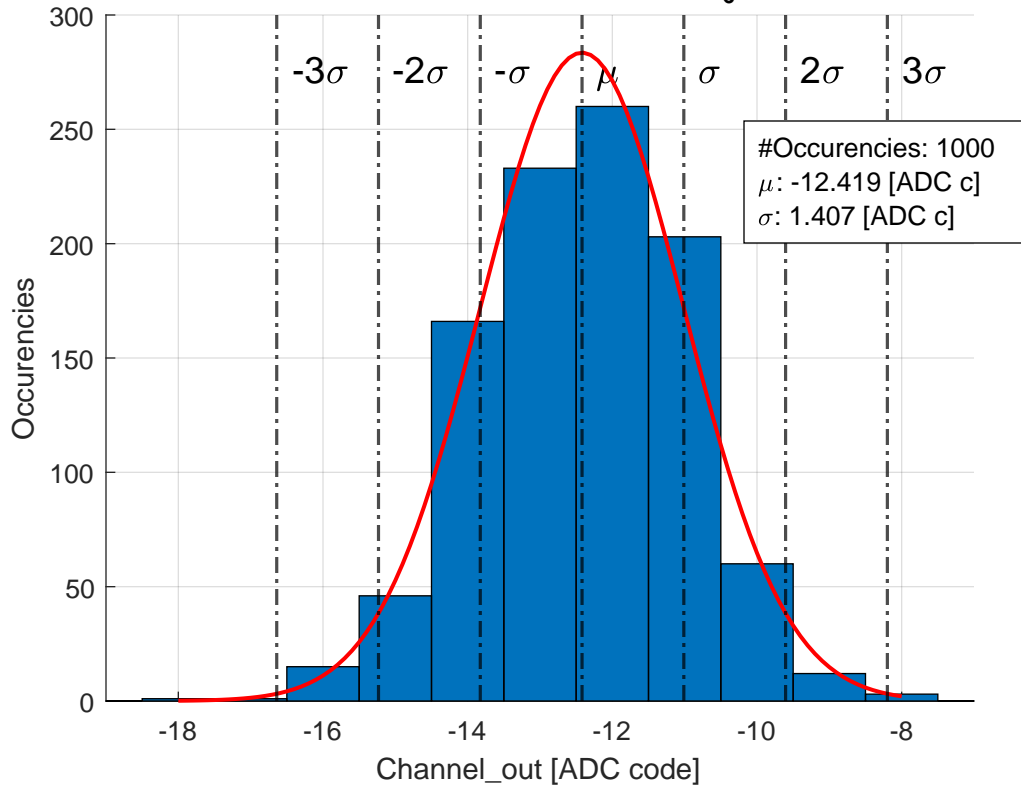 300
-3σ -2σ -σ μ σ 2σ 3σ
250
#Occurencies: 1000
μ: -12.419 [ADC c]
σ: 1.407 [ADC c]
200
150
100
50
0
Occurencies
-18 -16 -14 -12 -10 -8
Channel_out [ADC code]